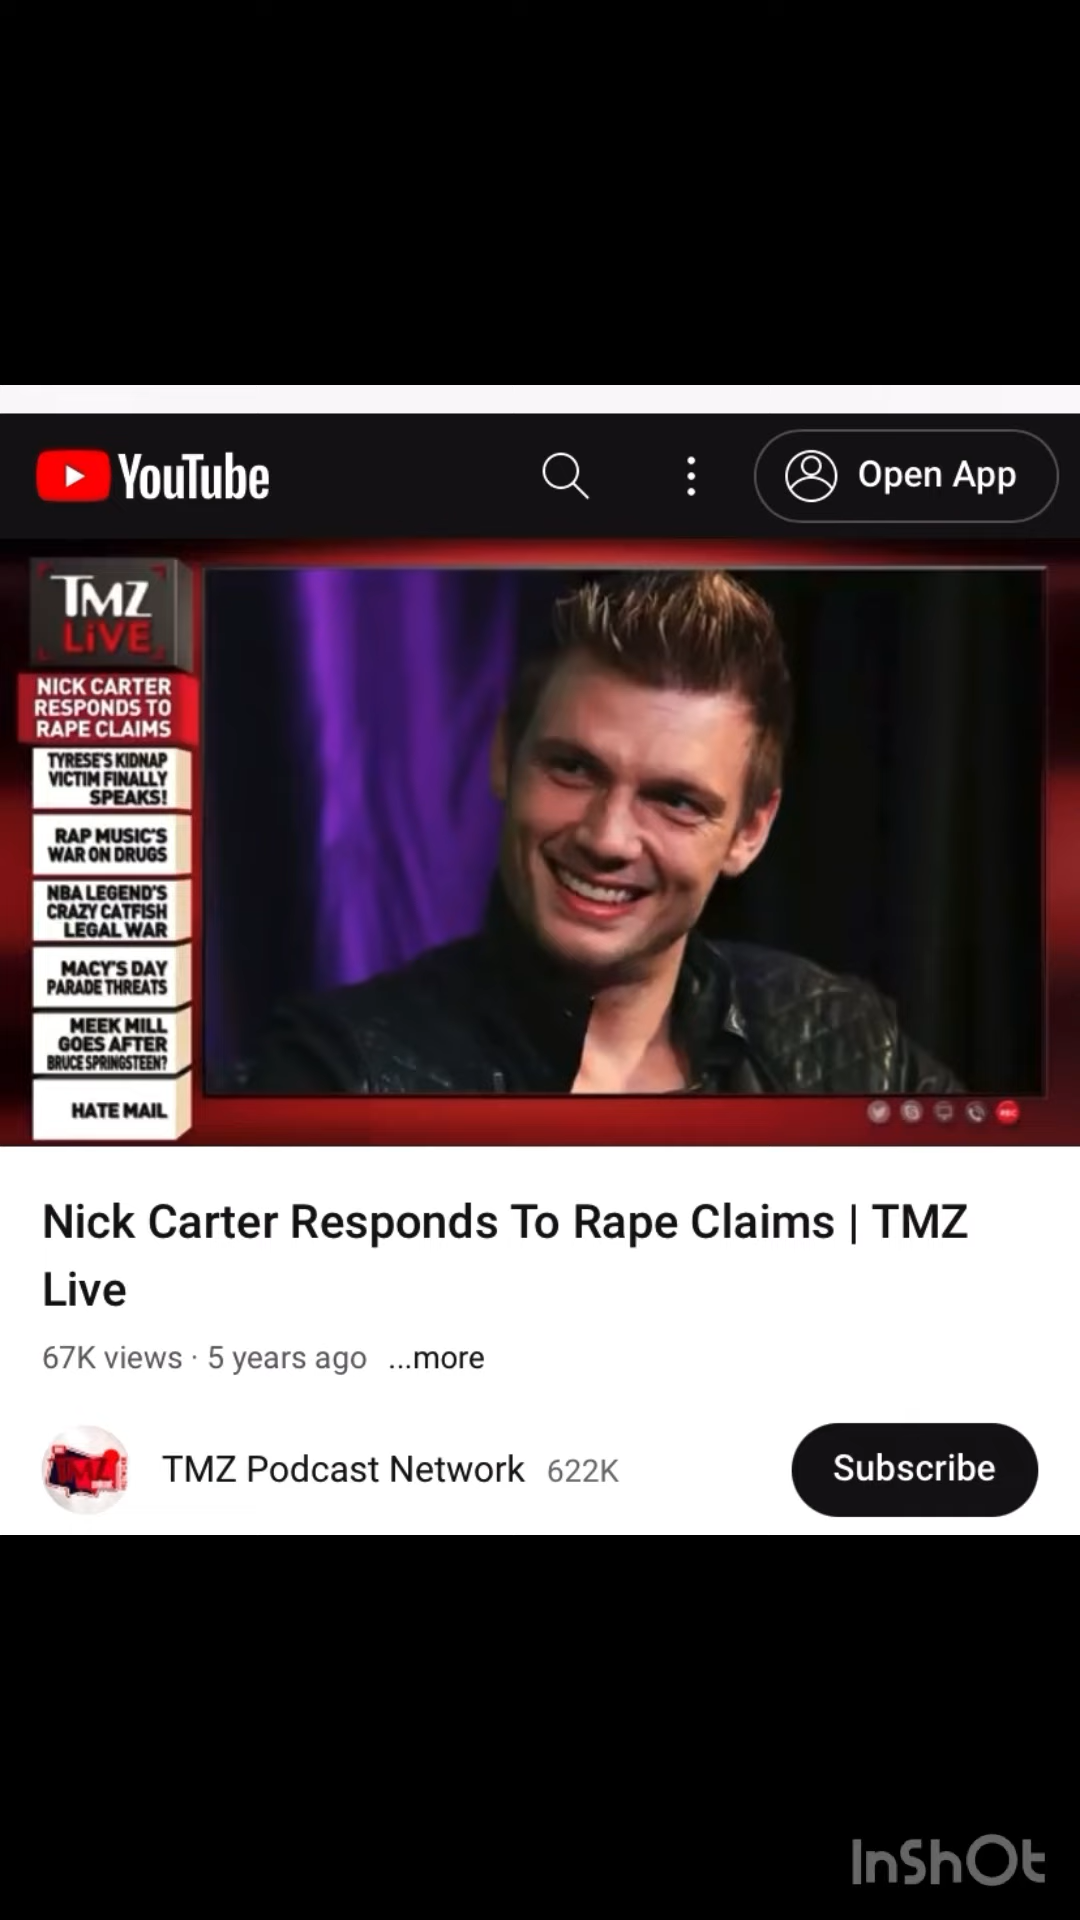 YouTube
Open App
TMZ
LiVE
NICK CARTER
RESPONDS TO
RAPE CLAIMS
TYRESE'S KIDNAP
VICTIM FINALLY
SPEAKS!
RAP MUSIC'S
WAR ON DRUGS
NBA LEGEND'S
CRAZY CATFISH
LEGAL WAR
MACY'S DAY
PARADE THREATS
MEEK MILL
GOES AFTER
BRUCE SPRINGSTEEN?
HATE MAIL
REC
Nick Carter Responds To Rape Claims | TMZ
Live
67K views · 5 years ago ...more
TMZ
TMZ Podcast Network 622K
Subscribe
InShOt